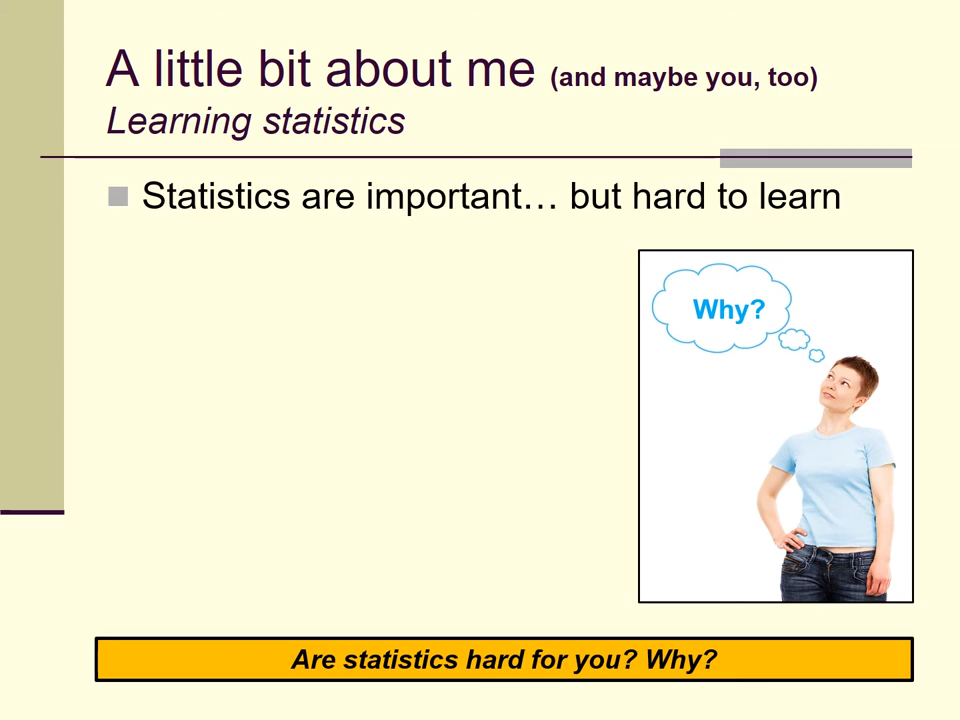 A little bit about me (and maybe you, too)
Learning statistics
Statistics are important… but hard to learn
Why?
Are statistics hard for you? Why?